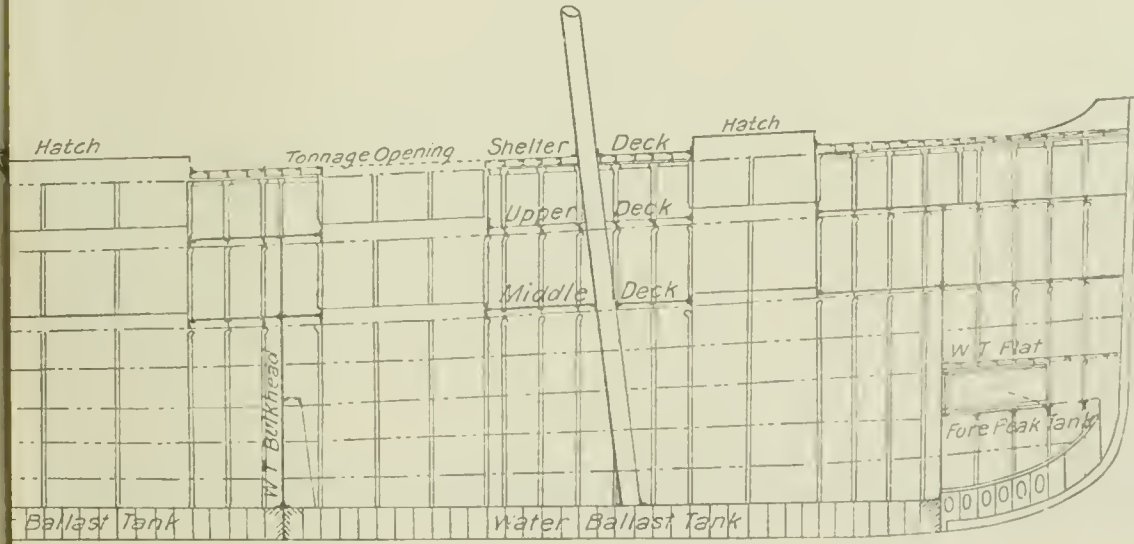 Hatch
Tonnage Opening
Shelter Deck
Hatch
Upper Deck
Middle Deck
W T Bulkhead
W T Flat
Fore Peak Tank
Ballast Tank
Water Ballast Tank